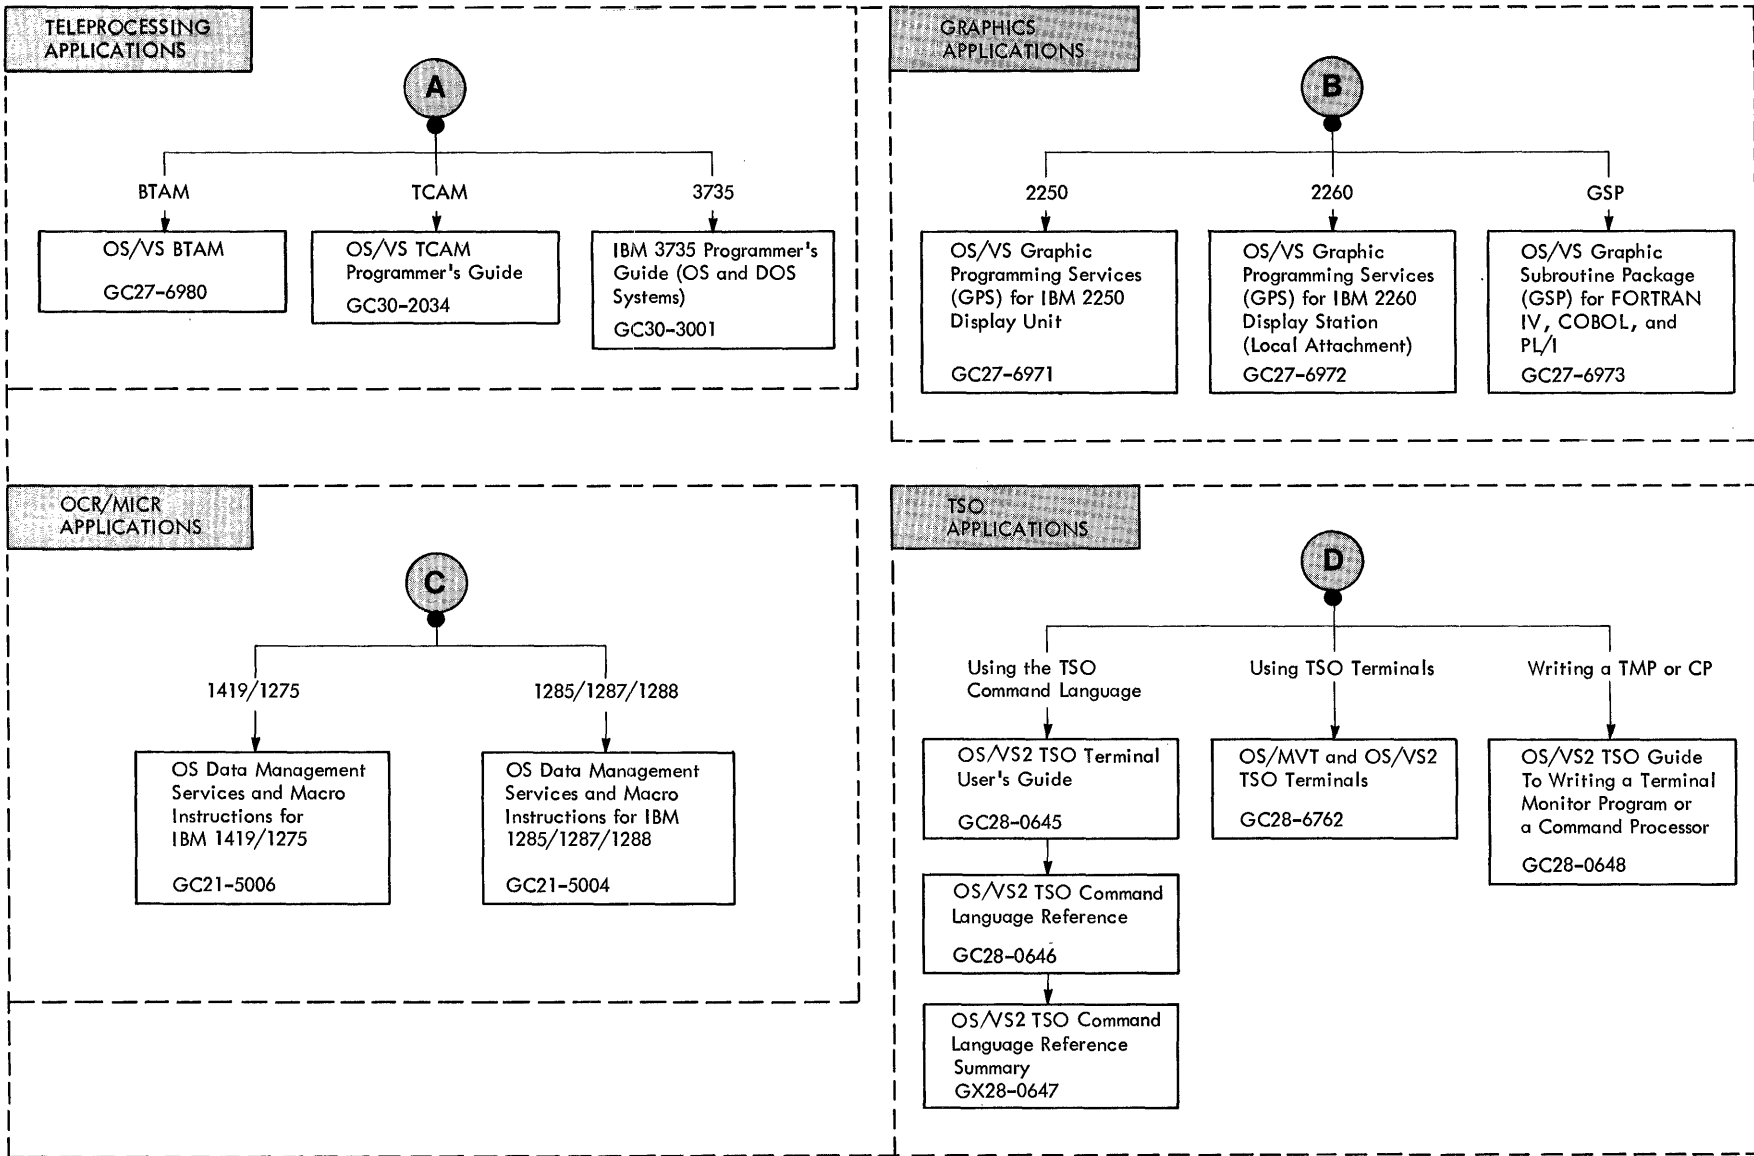 TELEPROCESSING
APPLICATIONS
A
BTAM
TCAM
3735
OS/VS BTAM
GC27-6980
OS/VS TCAM
Programmer's Guide
GC30-2034
IBM 3735 Programmer's
Guide (OS and DOS
Systems)
GC30-3001
GRAPHICS
APPLICATIONS
B
2250
2260
GSP
OS/VS Graphic
Programming Services
(GPS) for IBM 2250
Display Unit
GC27-6971
OS/VS Graphic
Programming Services
(GPS) for IBM 2260
Display Station
(Local Attachment)
GC27-6972
OS/VS Graphic
Subroutine Package
(GSP) for FORTRAN
IV, COBOL, and
PL/I
GC27-6973
OCR/MICR
APPLICATIONS
C
1419/1275
1285/1287/1288
OS Data Management
Services and Macro
Instructions for
IBM 1419/1275
GC21-5006
OS Data Management
Services and Macro
Instructions for IBM
1285/1287/1288
GC21-5004
TSO
APPLICATIONS
D
Using the TSO
Command Language
Using TSO Terminals
Writing a TMP or CP
OS/VS2 TSO Terminal
User's Guide
GC28-0645
OS/MVT and OS/VS2
TSO Terminals
GC28-6762
OS/VS2 TSO Guide
To Writing a Terminal
Monitor Program or
a Command Processor
GC28-0648
OS/VS2 TSO Command
Language Reference
GC28-0646
OS/VS2 TSO Command
Language Reference
Summary
GX28-0647